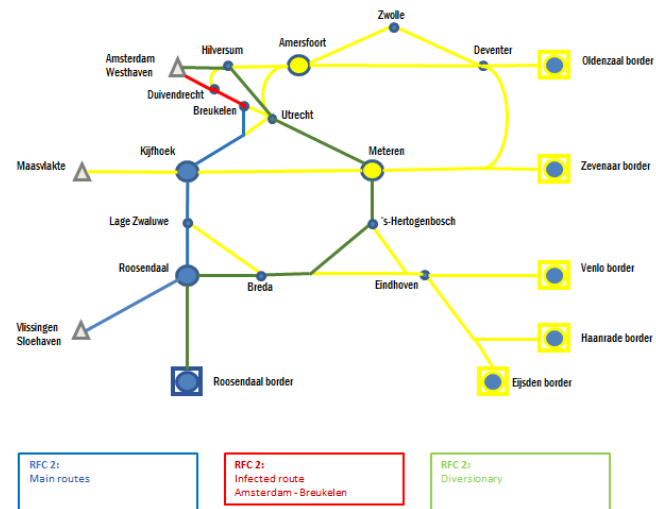 Zwolle
Hilversum
Amersfoort
Amsterdam
Westhaven
Deventer
Oldenzaal border
Duivendrecht
Breukelen
Utrecht
Kijfhoek
Meteren
Maasvlakte
Zevenaar
border
Lage Zwaluwe
's-Hertogenbosch
Roosendaal
Breda
Eindhoven
Venlo border
Vlissingen
Sloehaven
Haanrade border
Roosendaal border
Eijsden border
RFC 2:
Main routes
RFC 2:
Infected route
Amsterdam - Breukelen
RFC 2:
Diversionary